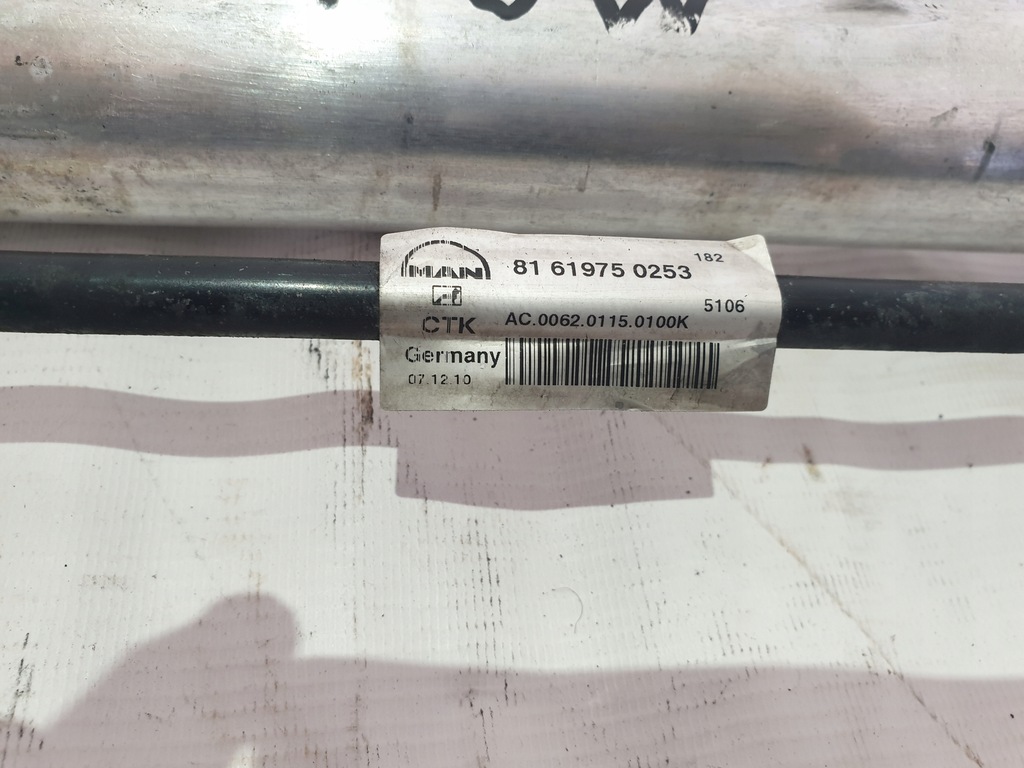 MAN 81 61975 0253 182
5106
CTK AC.0062.0115.0100K
Germany
07.12.10